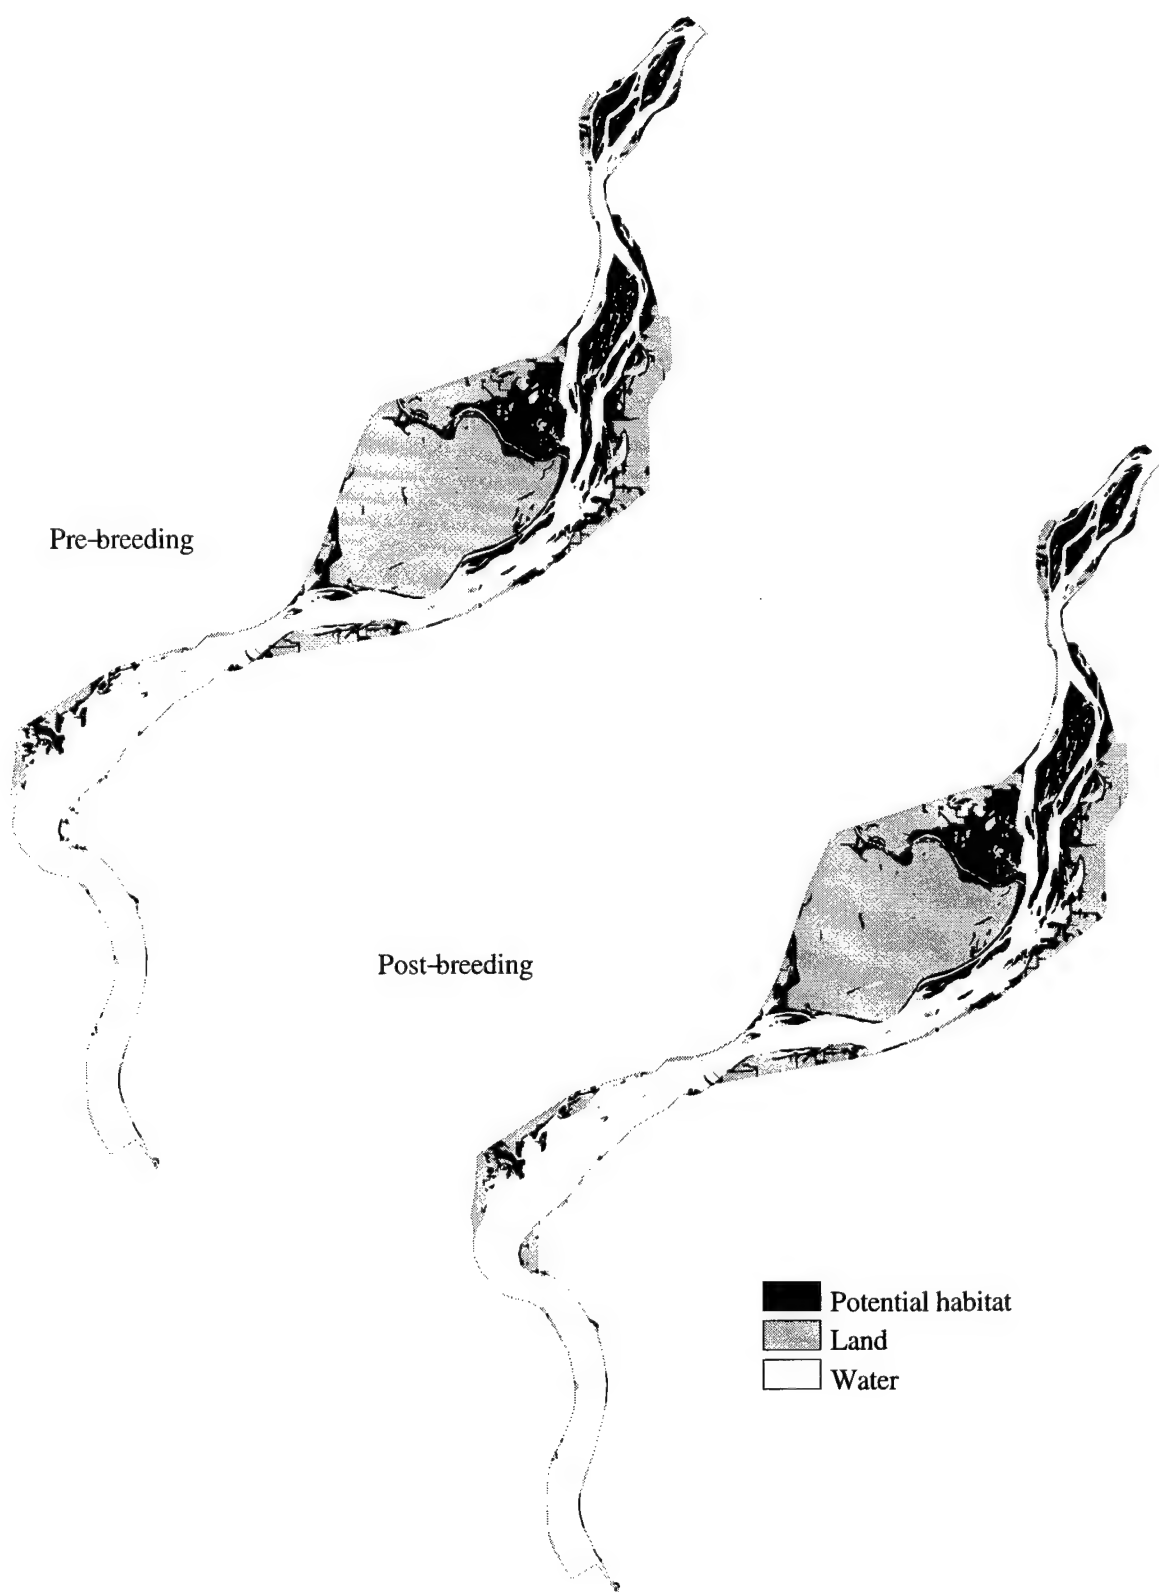 Pre-breeding
Post-breeding
Potential habitat
Land
Water